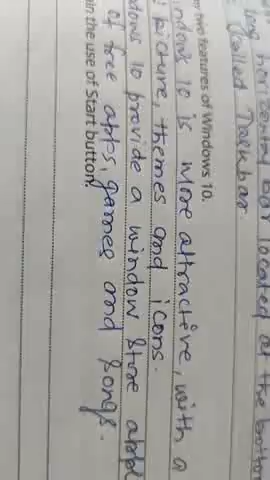 long horizontal bar located at the bottom
called Taskbar.
two features of Windows 10.
ndows 10 is More attractive, with a
picture, themes and icons.
dows 10 provide a window Store apple
of free apps, games and songs.
in the use of Start button?